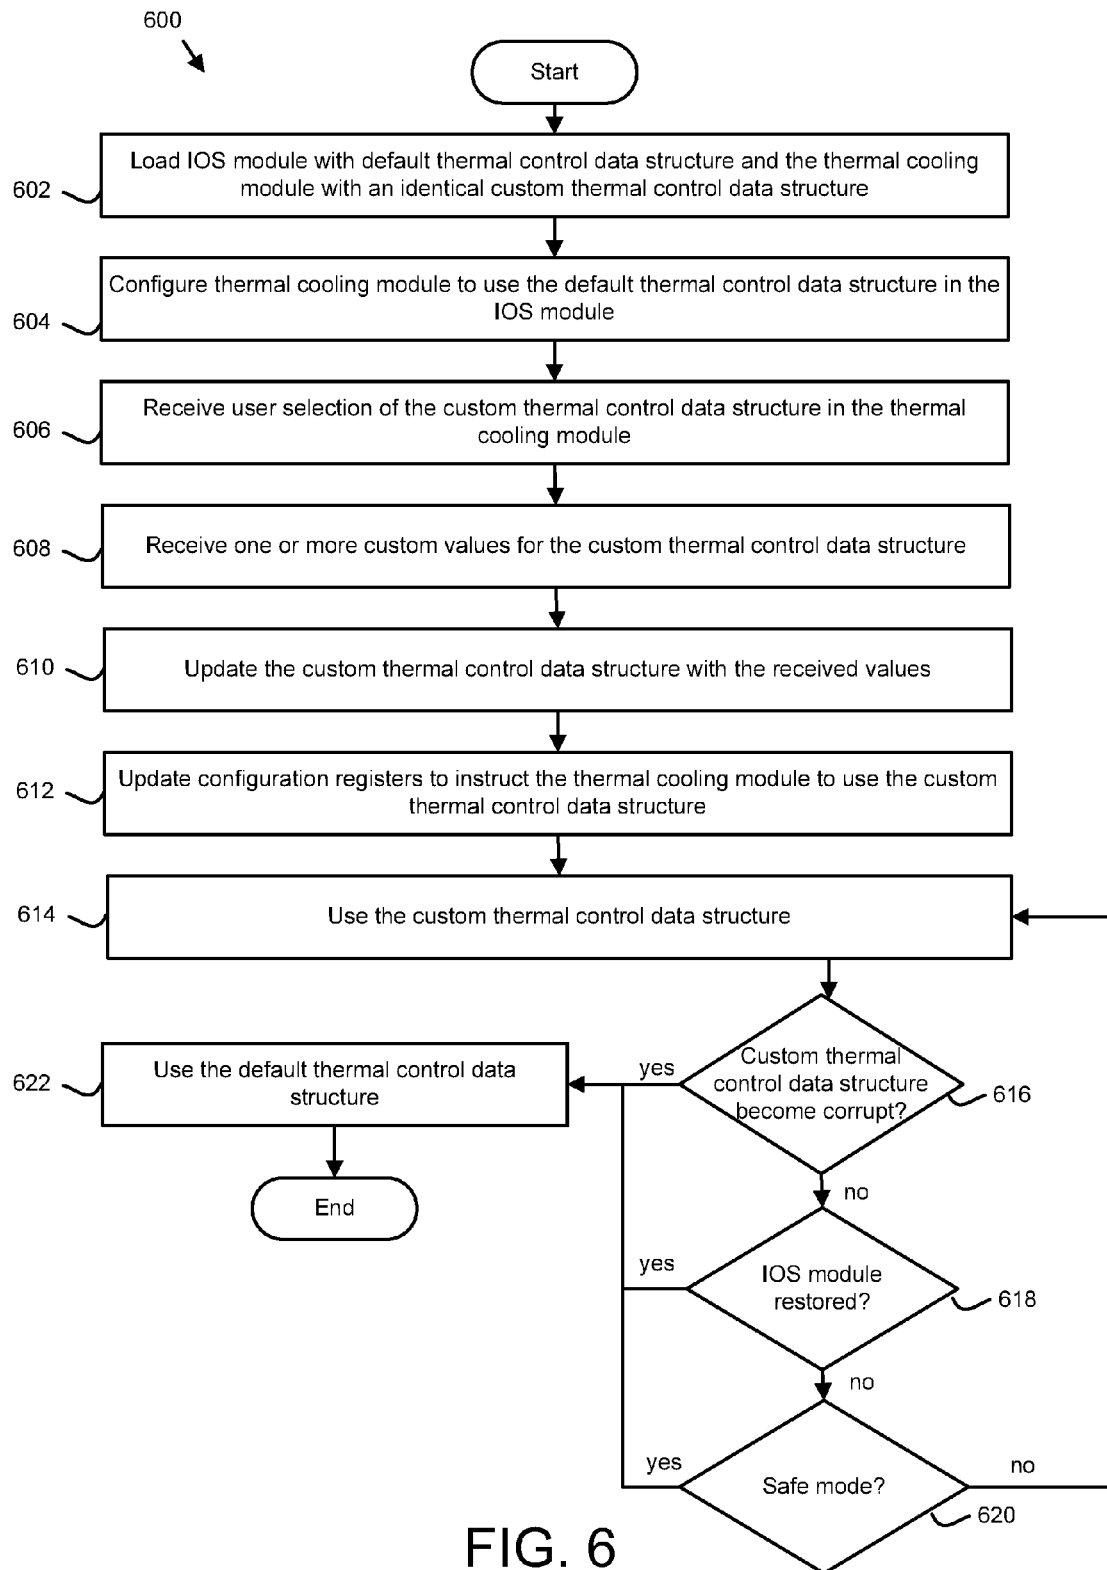 600
Start
Load IOS module with default thermal control data structure and the thermal cooling
module with an identical custom thermal control data structure
602
Configure thermal cooling module to use the default thermal control data structure in the
IOS module
604
Receive user selection of the custom thermal control data structure in the thermal
cooling module
606
Receive one or more custom values for the custom thermal control data structure
608
Update the custom thermal control data structure with the received values
610
Update configuration registers to instruct the thermal cooling module to use the custom
thermal control data structure
612
Use the custom thermal control data structure
614
Custom thermal
control data structure
become corrupt?
616
yes
no
Use the default thermal control data
structure
622
End
IOS module
restored?
618
yes
no
Safe mode?
620
yes
no
FIG. 6